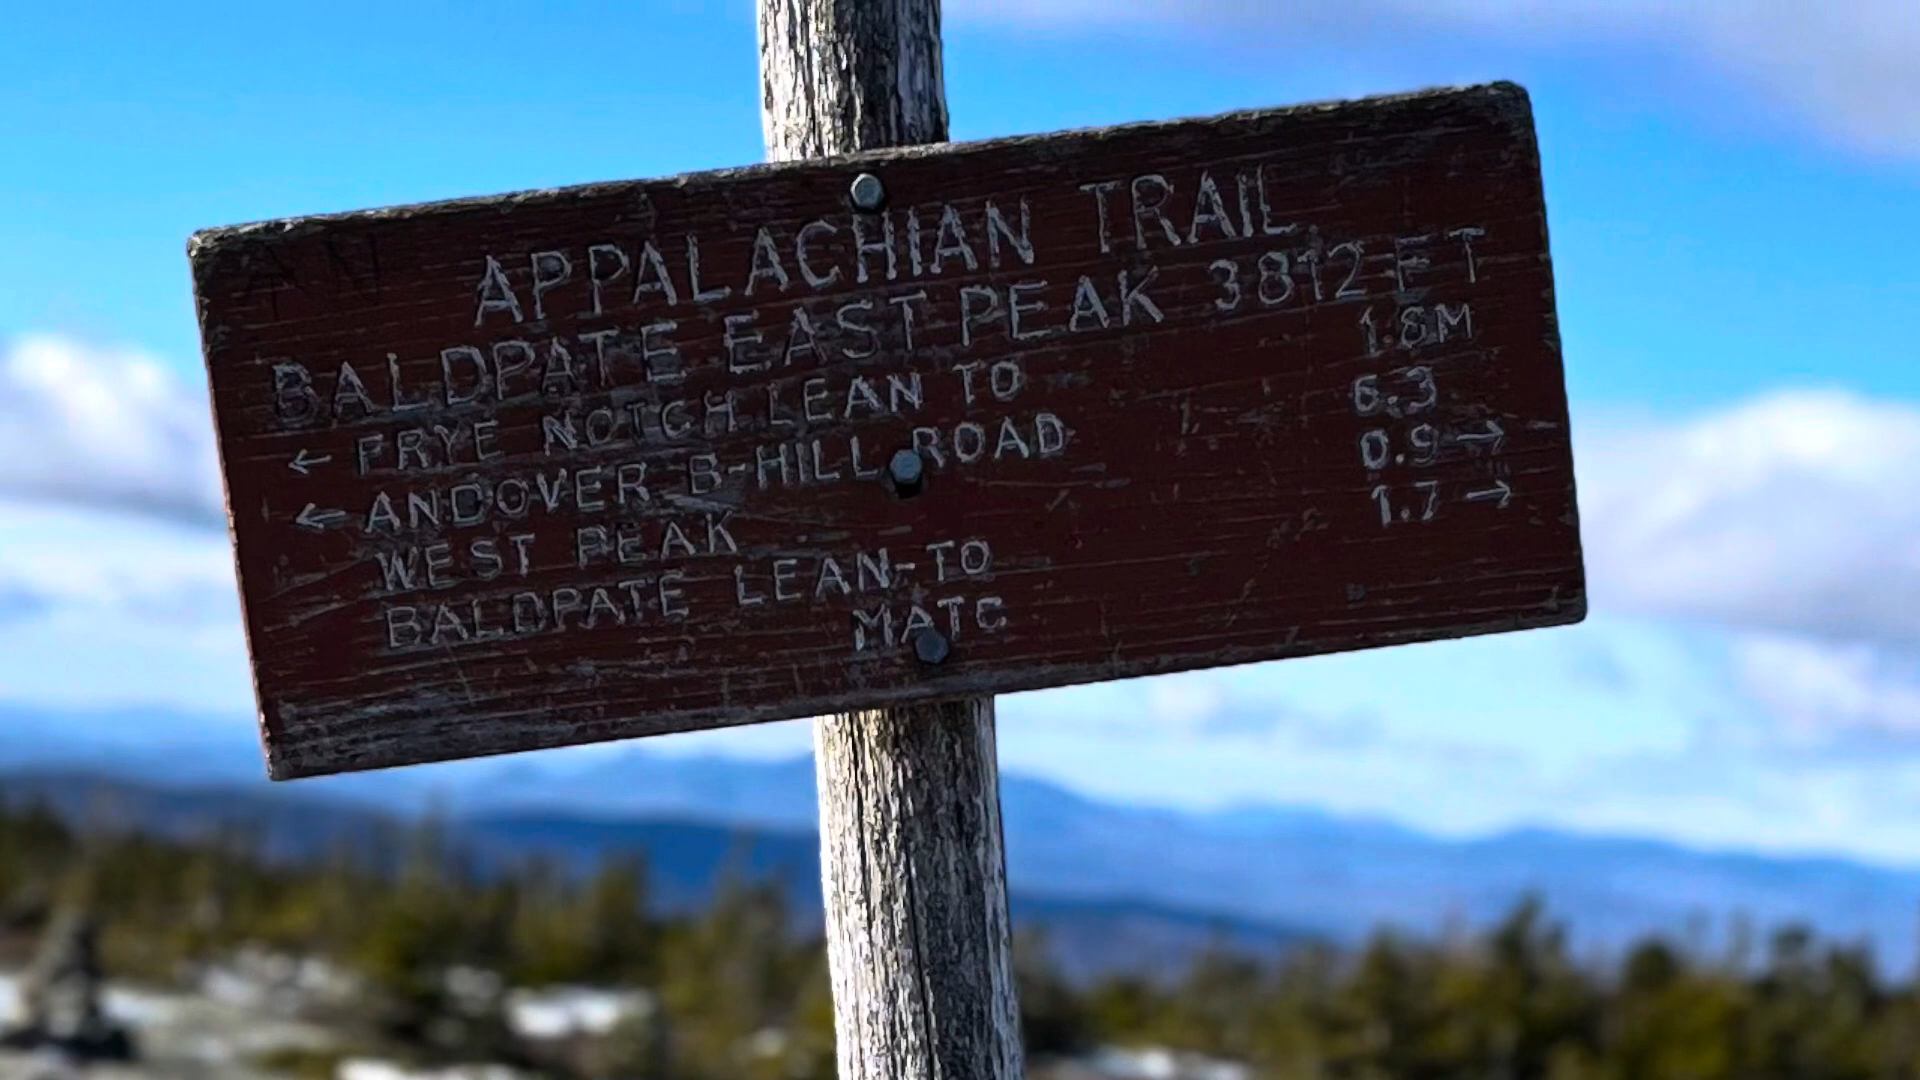 APPALACHIAN TRAIL
BALDPATE EAST PEAK 3812 FT
← FRYE NOTCH LEAN TO 1.8M
← ANDOVER B-HILL ROAD 6.3
WEST PEAK 0.9 →
BALDPATE LEAN-TO 1.7 →
MATC